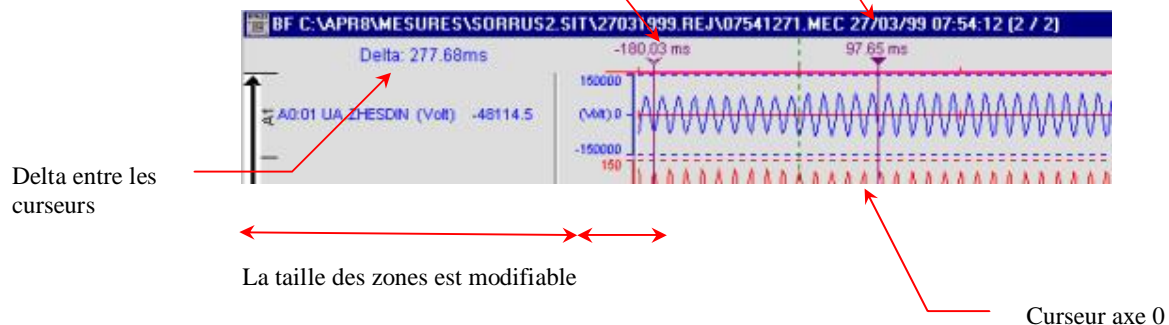 BF C:\APR8\MESURES\SORRUS2.SIT\27031999.REJ\07541271.MEC 27/03/99 07:54:12 (2 / 2)
Delta: 277.68ms
-180.03 ms
97.65 ms
A1
A0:01 UA ZHESDIN (Volt) -48114.5
150000
(Volt) 0
-150000
150
Delta entre les
curseurs
La taille des zones est modifiable
Curseur axe 0